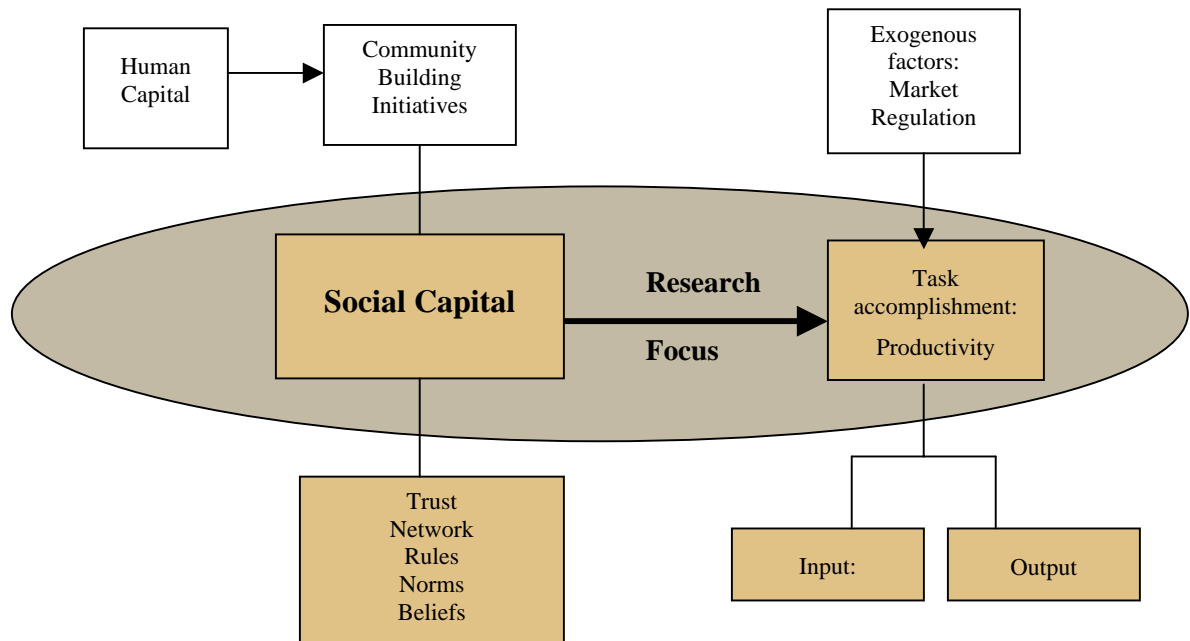 Human
Capital
Community
Building
Initiatives
Exogenous
factors:
Market
Regulation
Social Capital
Research
Focus
Task
accomplishment:
Productivity
Trust
Network
Rules
Norms
Beliefs
Input:
Output